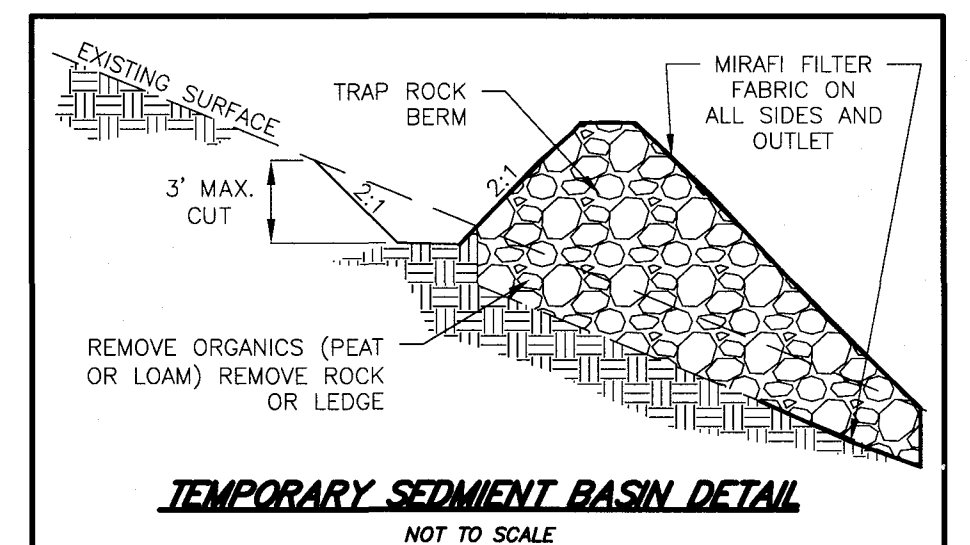 EXISTING SURFACE
TRAP ROCK
BERM
MIRAFI FILTER
FABRIC ON
ALL SIDES AND
OUTLET
3' MAX.
CUT
2:1
2:1
REMOVE ORGANICS (PEAT
OR LOAM) REMOVE ROCK
OR LEDGE
TEMPORARY SEDMIENT BASIN DETAIL
NOT TO SCALE